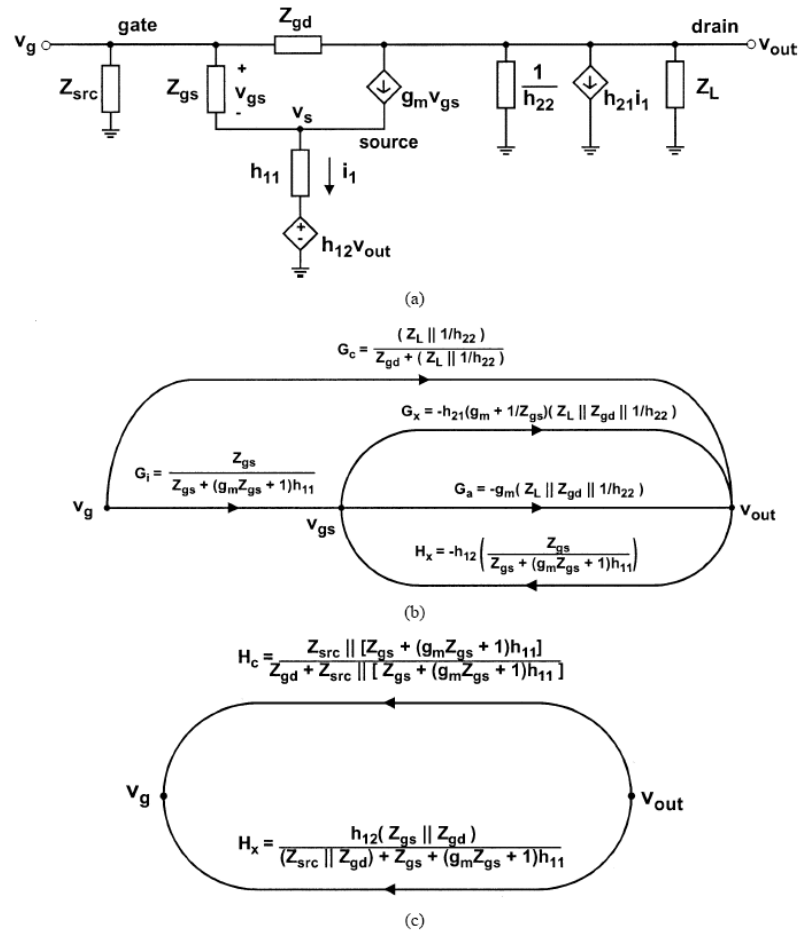 gate
Z_gd
drain
v_g
v_out
Z_src
Z_gs
+
v_gs
-
g_m v_gs
1
h_22
h_21 i_1
Z_L
v_s
source
h_11
i_1
+
-
h_12 v_out
(a)
G_c = ( Z_L || 1/h_22 ) / Z_gd + ( Z_L || 1/h_22 )
G_x = -h_21(g_m + 1/Z_gs)( Z_L || Z_gd || 1/h_22 )
G_i = Z_gs / Z_gs + (g_m Z_gs + 1)h_11
G_a = -g_m( Z_L || Z_gd || 1/h_22 )
v_g
v_gs
v_out
H_x = -h_12 ( Z_gs / Z_gs + (g_m Z_gs + 1)h_11 )
(b)
H_c = Z_src || [Z_gs + (g_m Z_gs + 1)h_11] / Z_gd + Z_src || [ Z_gs + (g_m Z_gs + 1)h_11 ]
v_g
v_out
H_x = h_12( Z_gs || Z_gd ) / (Z_src || Z_gd) + Z_gs + (g_m Z_gs + 1)h_11
(c)